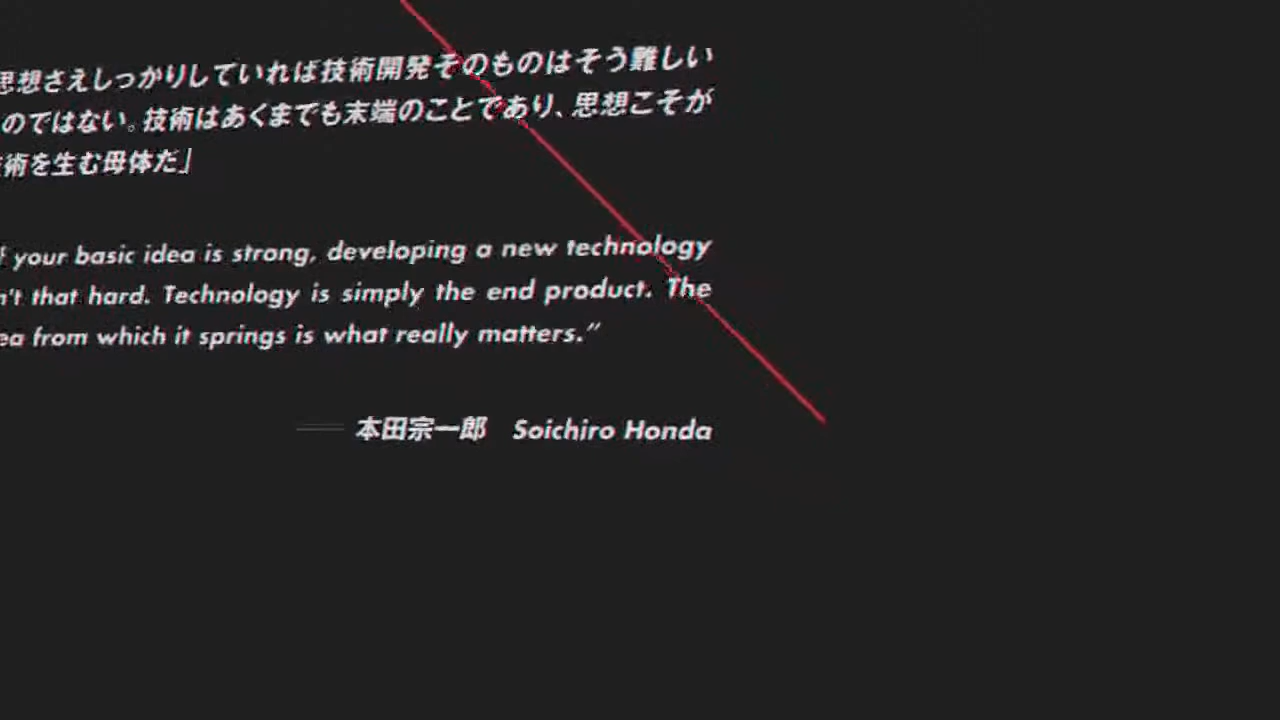 思想さえしっかりしていれば技術開発そのものはそう難しい
のではない。技術はあくまでも末端のことであり、思想こそが
術を生む母体だ」
your basic idea is strong, developing a new technology
n't that hard. Technology is simply the end product. The
ea from which it springs is what really matters.”
—— 本田宗一郎 Soichiro Honda